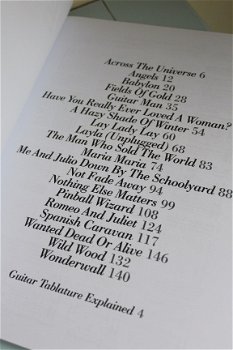 Across The Universe 6
Angels 12
Babylon 20
Fields Of Gold 28
Guitar Man 35
Have You Really Ever Loved A Woman? 46
A Hazy Shade Of Winter 54
Lay Lady Lay 60
Layla (Unplugged) 68
The Man Who Sold The World 83
Maria Maria 74
Me And Julio Down By The Schoolyard 88
Not Fade Away 94
Nothing Else Matters 99
Pinball Wizard 108
Romeo And Juliet 124
Spanish Caravan 117
Wanted Dead Or Alive 146
Wild Wood 132
Wonderwall 140
Guitar Tablature Explained 4